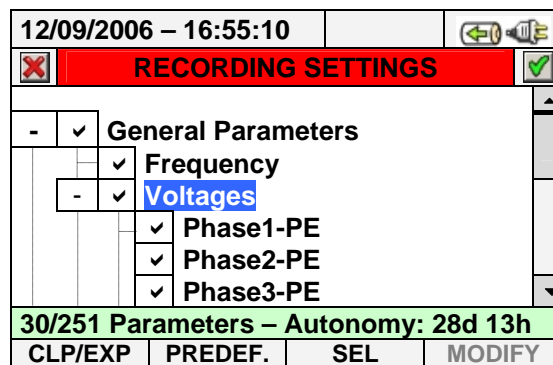 12/09/2006 – 16:55:10
RECORDING SETTINGS
- General Parameters
Frequency
- Voltages
Phase1-PE
Phase2-PE
Phase3-PE
30/251 Parameters – Autonomy: 28d 13h
CLP/EXP PREDEF. SEL MODIFY